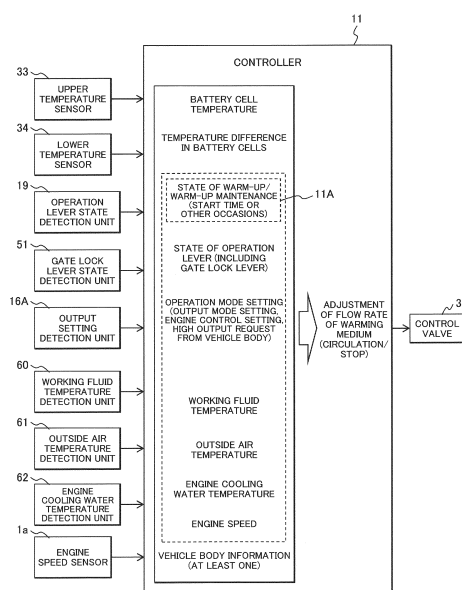 11
CONTROLLER
33
UPPER
TEMPERATURE
SENSOR
34
LOWER
TEMPERATURE
SENSOR
19
OPERATION
LEVER STATE
DETECTION UNIT
51
GATE LOCK
LEVER STATE
DETECTION UNIT
16A
OUTPUT
SETTING
DETECTION UNIT
60
WORKING FLUID
TEMPERATURE
DETECTION UNIT
61
OUTSIDE AIR
TEMPERATURE
DETECTION UNIT
62
ENGINE
COOLING WATER
TEMPERATURE
DETECTION UNIT
1a
ENGINE
SPEED SENSOR
BATTERY CELL
TEMPERATURE
TEMPERATURE DIFFERENCE
IN BATTERY CELLS
STATE OF WARM-UP/
WARM-UP MAINTENANCE
(START TIME OR
OTHER OCCASIONS)
11A
STATE OF OPERATION
LEVER (INCLUDING
GATE LOCK LEVER)
OPERATION MODE SETTING
(OUTPUT MODE SETTING,
ENGINE CONTROL SETTING,
HIGH OUTPUT REQUEST
FROM VEHICLE BODY)
WORKING FLUID
TEMPERATURE
OUTSIDE AIR
TEMPERATURE
ENGINE COOLING
WATER TEMPERATURE
ENGINE SPEED
VEHICLE BODY INFORMATION
(AT LEAST ONE)
ADJUSTMENT
OF FLOW RATE
OF WARMING
MEDIUM
(CIRCULATION/
STOP)
CONTROL
VALVE